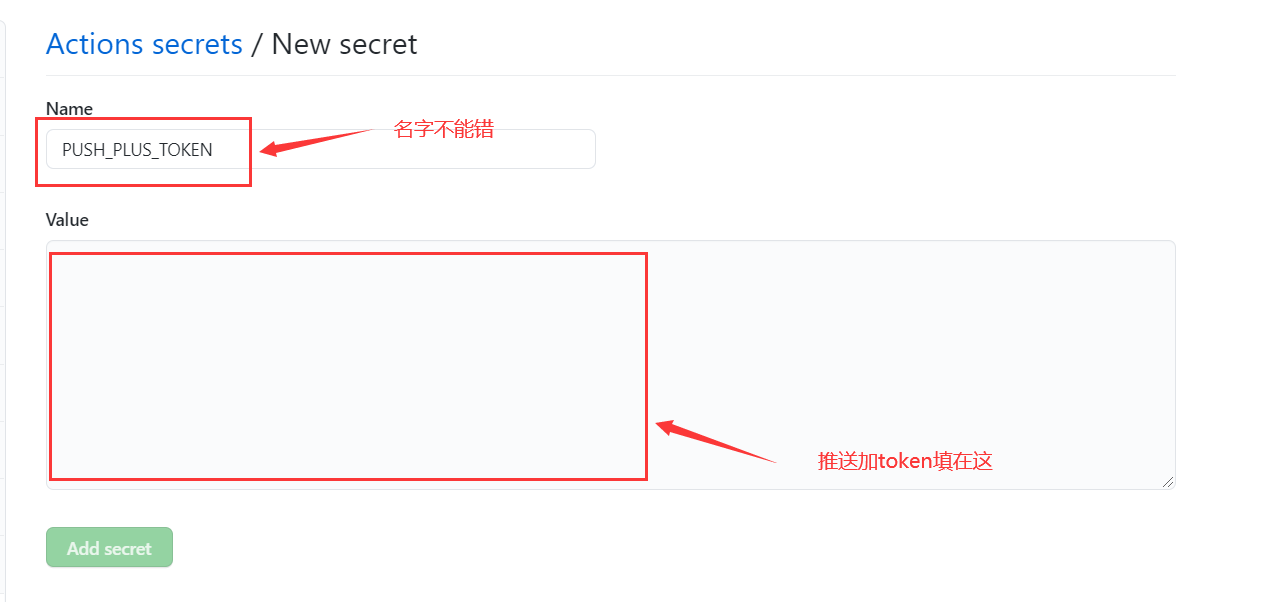 Actions secrets / New secret
Name
名字不能错
PUSH_PLUS_TOKEN
Value
推送加token填在这
Add secret